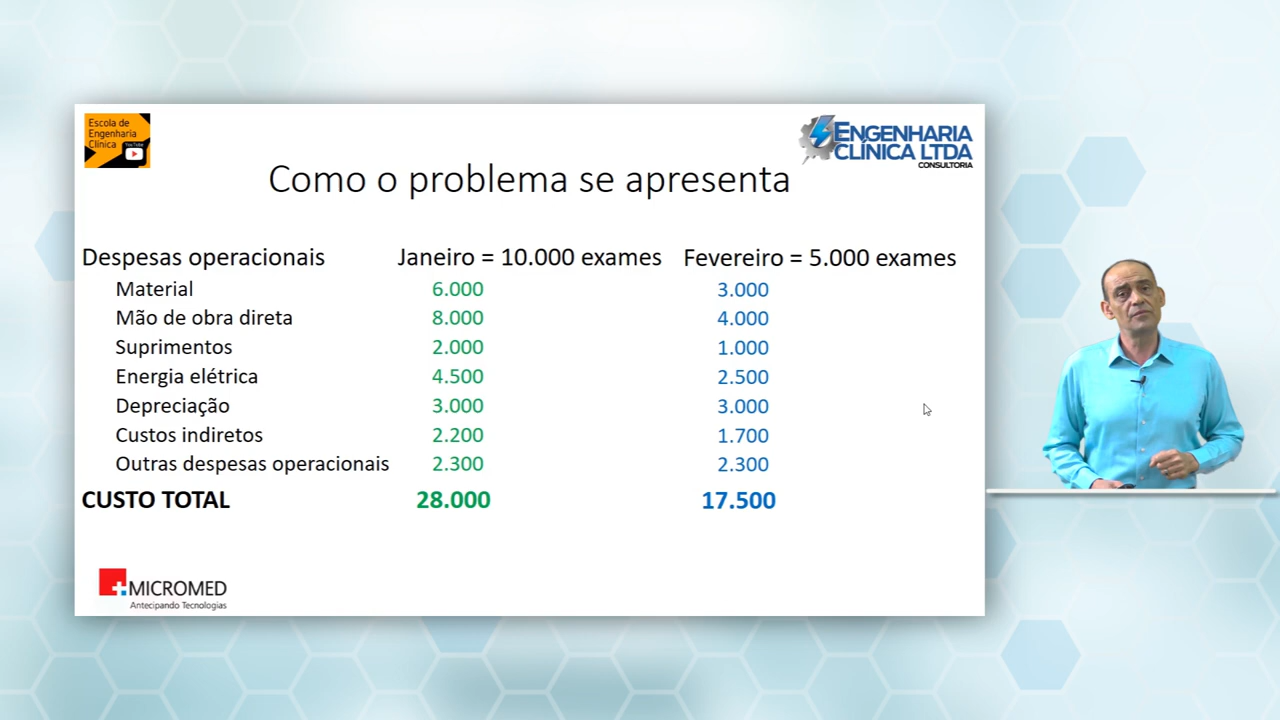 Escola de
Engenharia
Clínica
YouTube
ENGENHARIA
CLÍNICA LTDA
CONSULTORIA
Como o problema se apresenta
Despesas operacionais Janeiro = 10.000 exames Fevereiro = 5.000 exames
Material 6.000 3.000
Mão de obra direta 8.000 4.000
Suprimentos 2.000 1.000
Energia elétrica 4.500 2.500
Depreciação 3.000 3.000
Custos indiretos 2.200 1.700
Outras despesas operacionais 2.300 2.300
CUSTO TOTAL 28.000 17.500
MICROMED
Antecipando Tecnologias